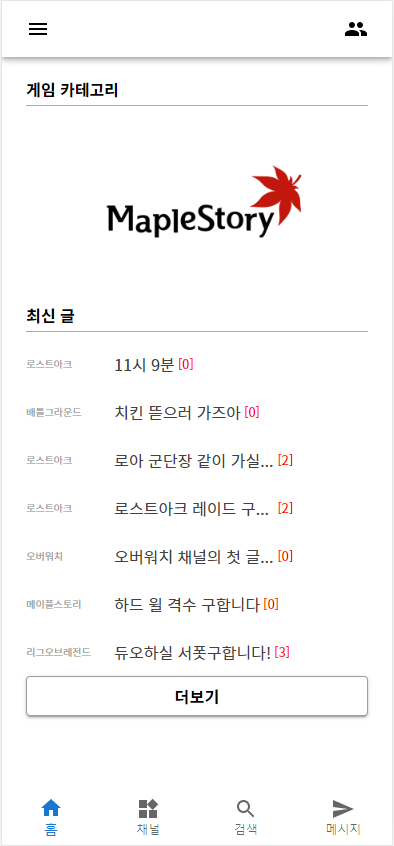 게임 카테고리
MapleStory
최신 글
로스트아크 11시 9분 [0]
배틀그라운드 치킨 뜯으러 가즈아 [0]
로스트아크 로아 군단장 같이 가실... [2]
로스트아크 로스트아크 레이드 구... [2]
오버워치 오버워치 채널의 첫 글... [0]
메이플스토리 하드 윌 격수 구합니다 [0]
리그오브레전드 듀오하실 서폿구합니다! [3]
더보기
홈 채널 검색 메시지